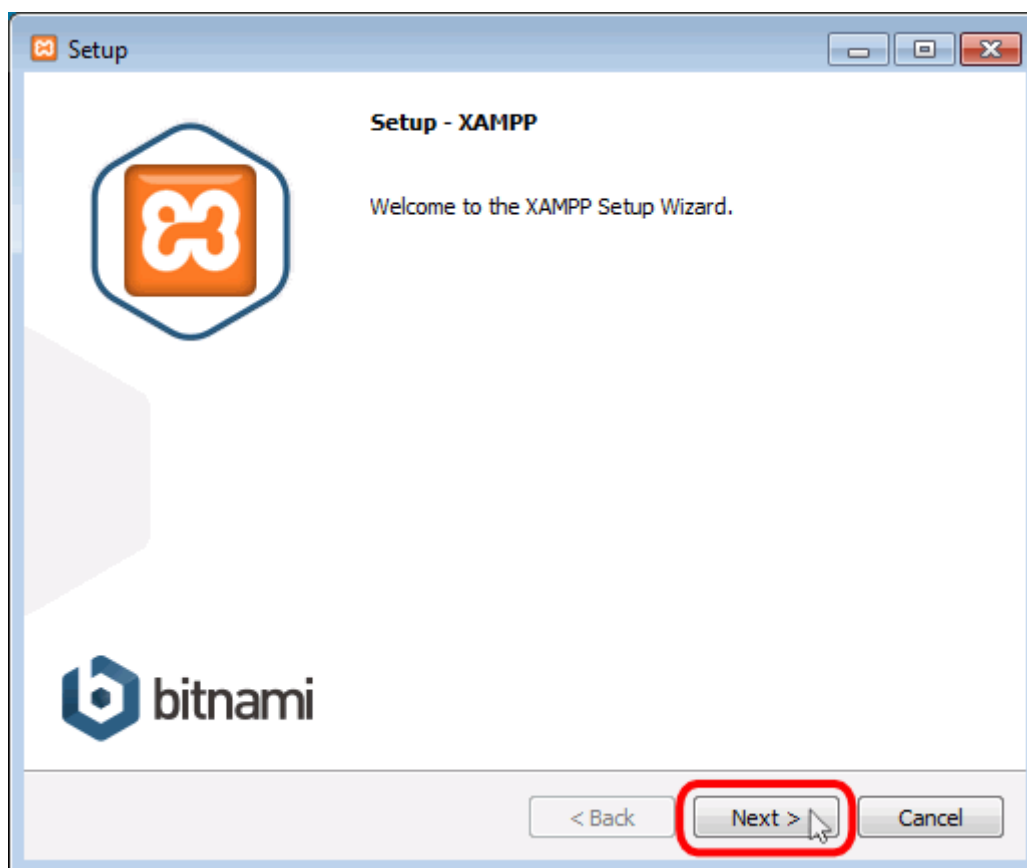 Setup
Setup - XAMPP
Welcome to the XAMPP Setup Wizard.
bitnami
< Back Next > Cancel